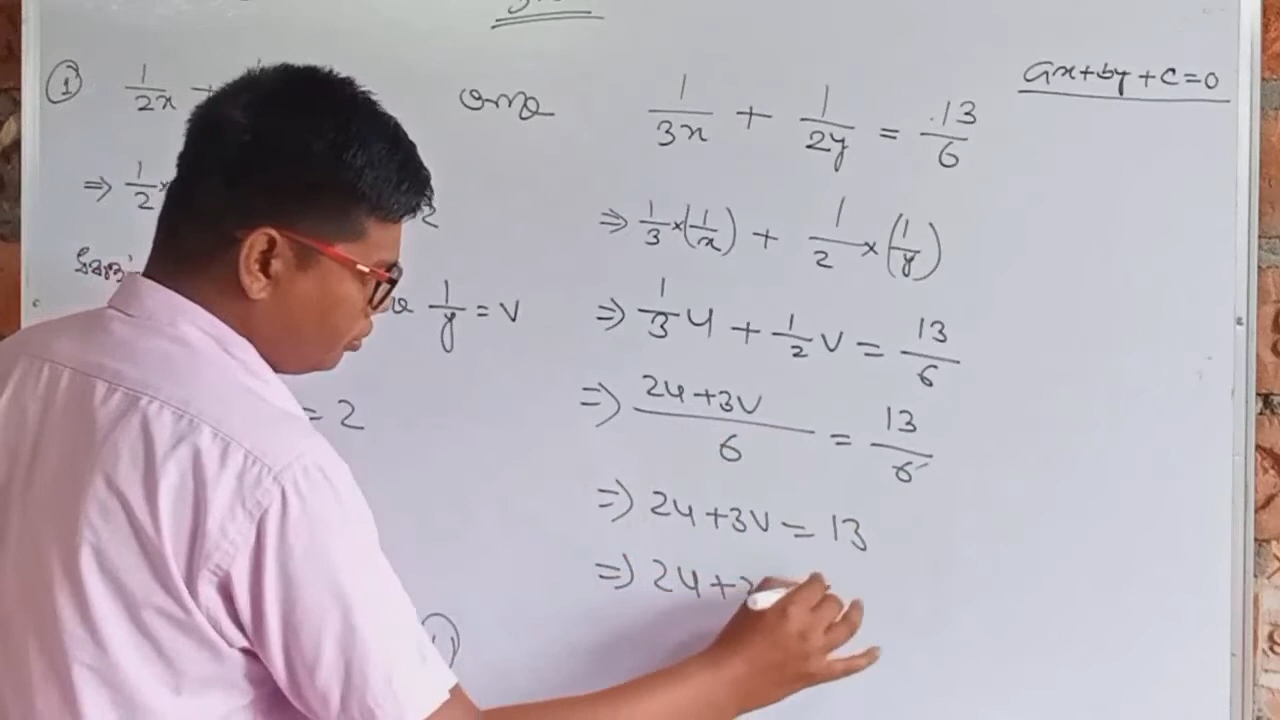 ① 1/2x +
⇒ 1/2 × 2
1/y = v
= 2
1/3x + 1/2y = 13/6
⇒ 1/3 × (1/x) + 1/2 × (1/y)
⇒ 1/3 u + 1/2 v = 13/6
⇒ 2u + 3v / 6 = 13/6
⇒ 2u + 3v = 13
⇒ 2u +
ax + by + c = 0